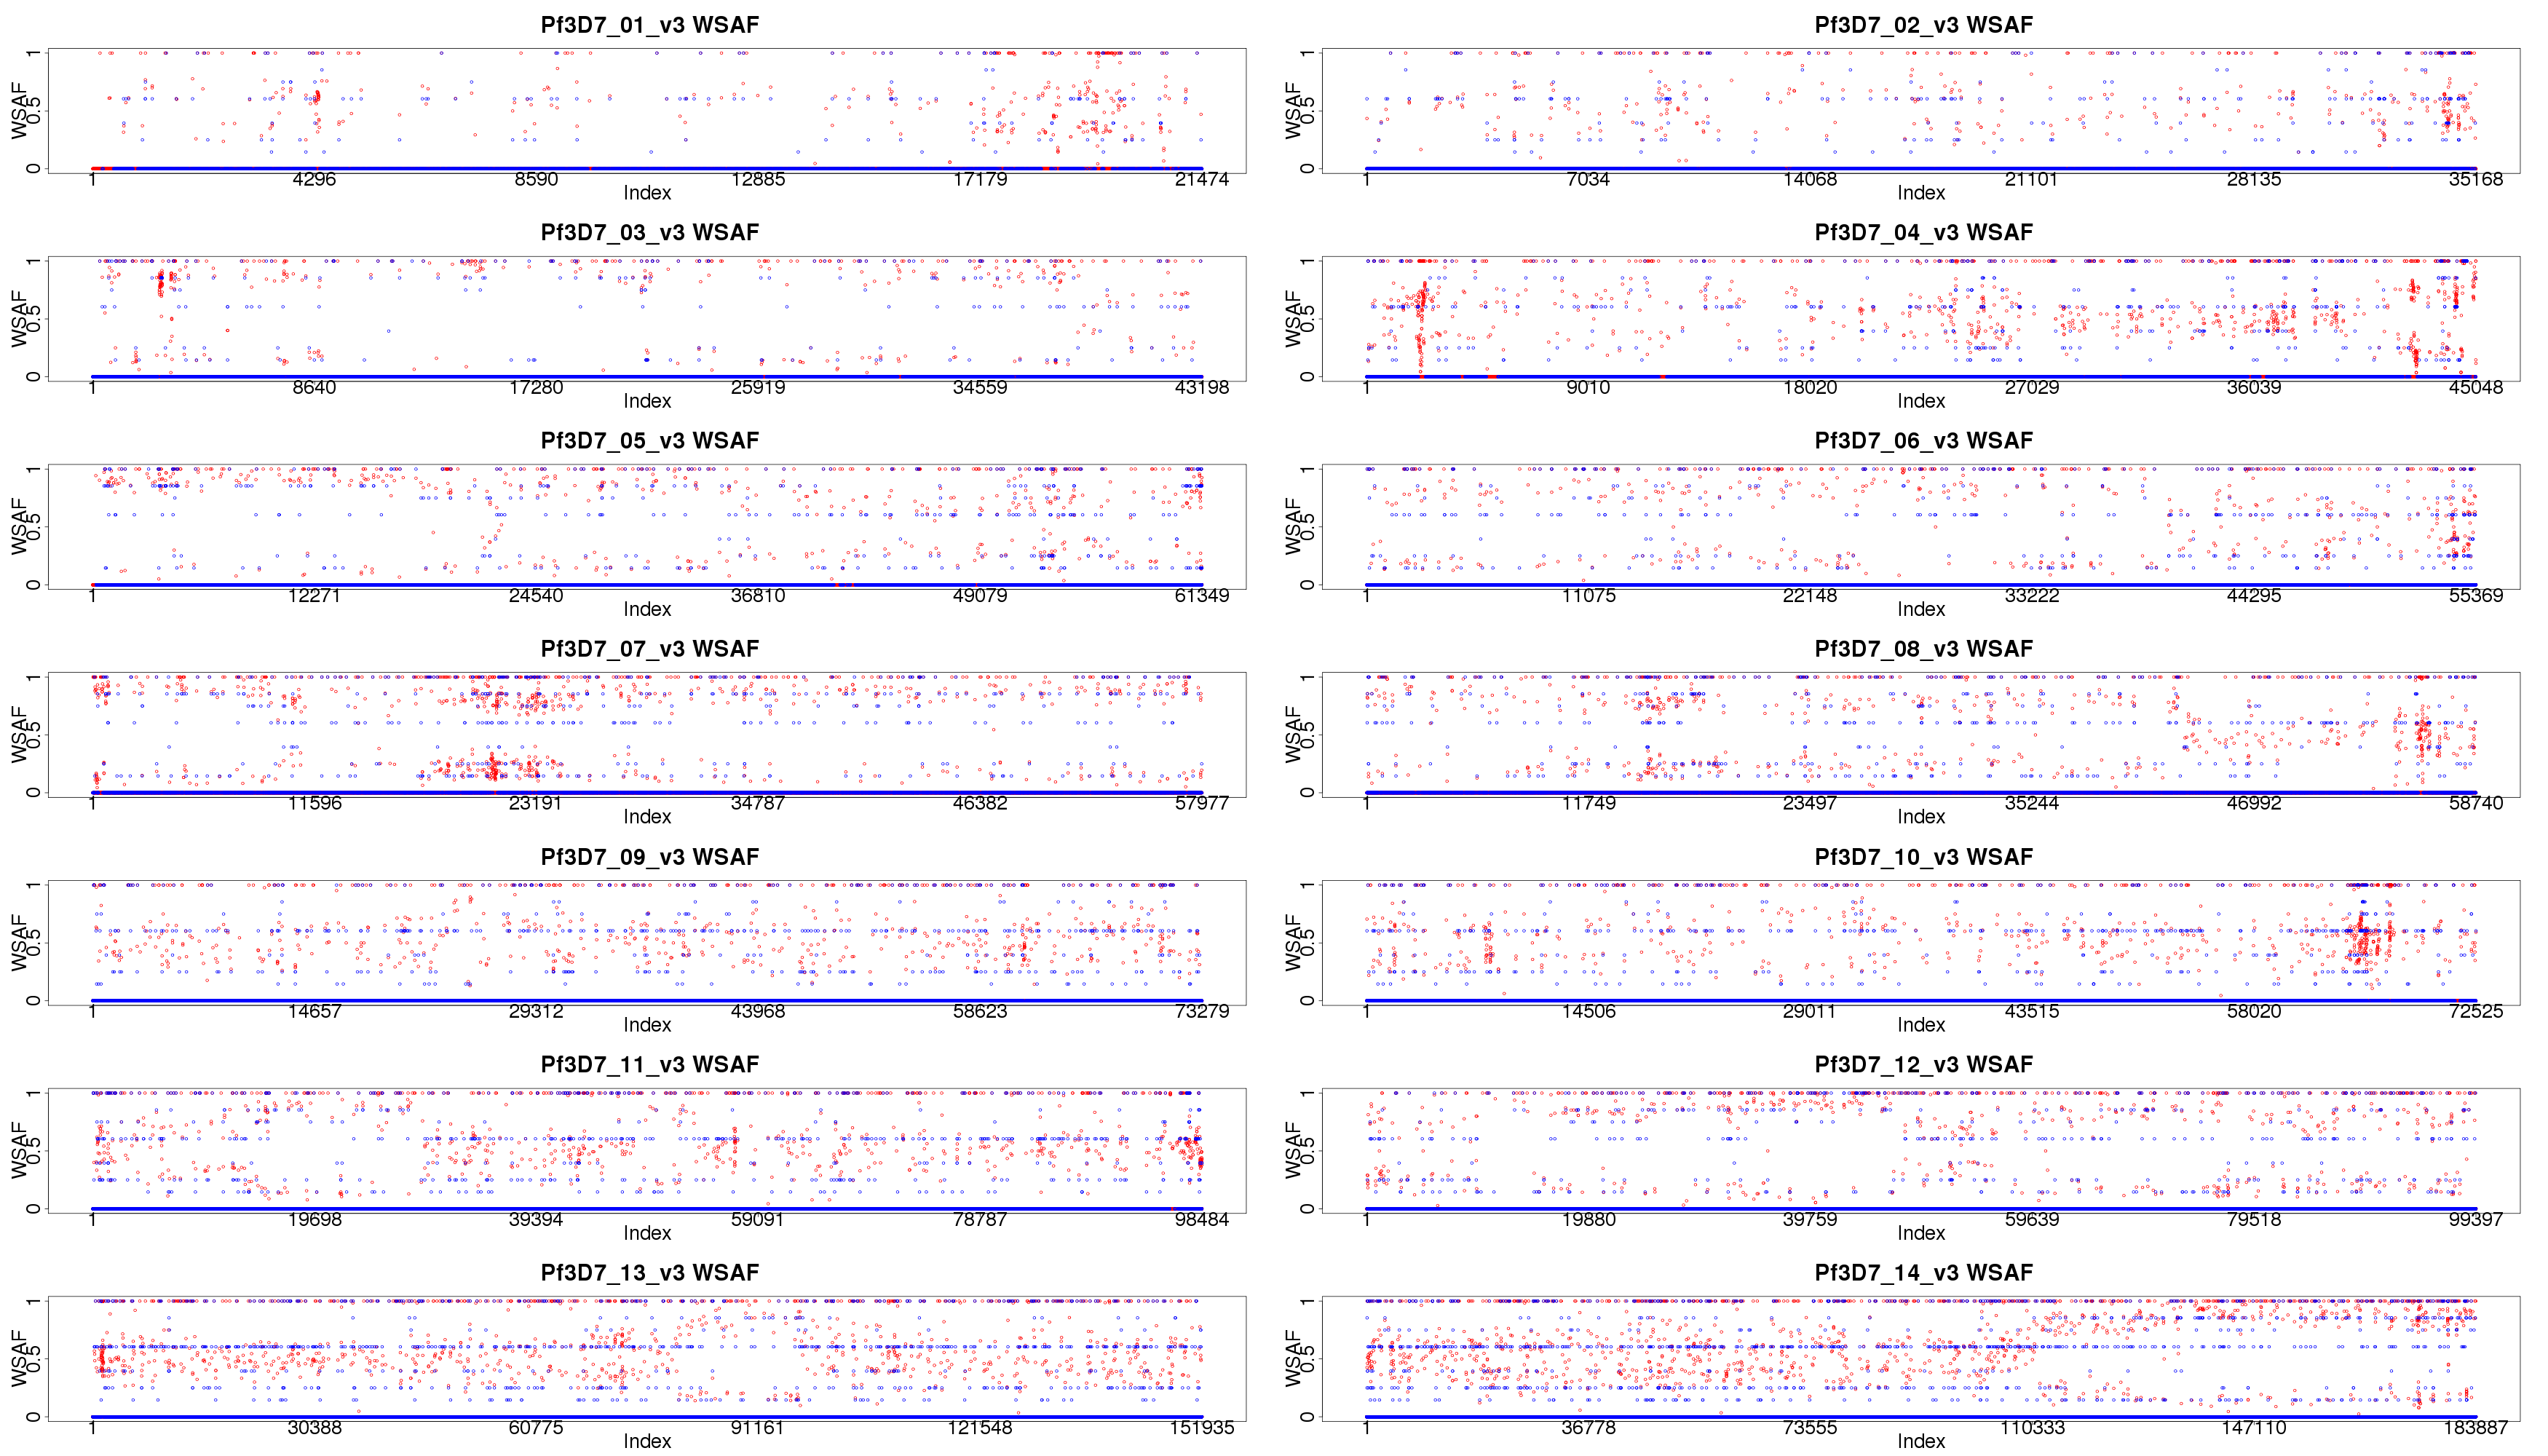 Pf3D7_01_v3 WSAF
WSAF
1
0.5
0
1 4296 8590 12885 17179 21474
Index
Pf3D7_02_v3 WSAF
WSAF
1
0.5
0
1 7034 14068 21101 28135 35168
Index
Pf3D7_03_v3 WSAF
WSAF
1
0.5
0
1 8640 17280 25919 34559 43198
Index
Pf3D7_04_v3 WSAF
WSAF
1
0.5
0
1 9010 18020 27029 36039 45048
Index
Pf3D7_05_v3 WSAF
WSAF
1
0.5
0
1 12271 24540 36810 49079 61349
Index
Pf3D7_06_v3 WSAF
WSAF
1
0.5
0
1 11075 22148 33222 44295 55369
Index
Pf3D7_07_v3 WSAF
WSAF
1
0.5
0
1 11596 23191 34787 46382 57977
Index
Pf3D7_08_v3 WSAF
WSAF
1
0.5
0
1 11749 23497 35244 46992 58740
Index
Pf3D7_09_v3 WSAF
WSAF
1
0.5
0
1 14657 29312 43968 58623 73279
Index
Pf3D7_10_v3 WSAF
WSAF
1
0.5
0
1 14506 29011 43515 58020 72525
Index
Pf3D7_11_v3 WSAF
WSAF
1
0.5
0
1 19698 39394 59091 78787 98484
Index
Pf3D7_12_v3 WSAF
WSAF
1
0.5
0
1 19880 39759 59639 79518 99397
Index
Pf3D7_13_v3 WSAF
WSAF
1
0.5
0
1 30388 60775 91161 121548 151935
Index
Pf3D7_14_v3 WSAF
WSAF
1
0.5
0
1 36778 73555 110333 147110 183887
Index